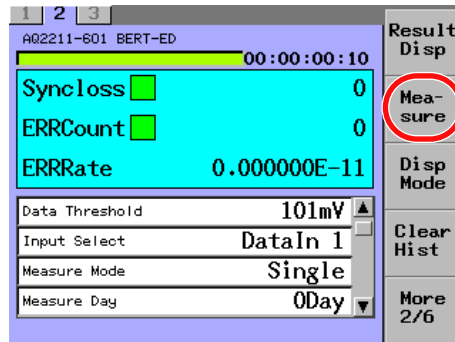 1 2 3
AQ2211-601 BERT-ED
00:00:00:10
Syncloss 0
ERRCount 0
ERRRate 0.000000E-11
Data Threshold 101mV
Input Select DataIn 1
Measure Mode Single
Measure Day 0Day
Result
Disp
Mea-
sure
Disp
Mode
Clear
Hist
More
2/6